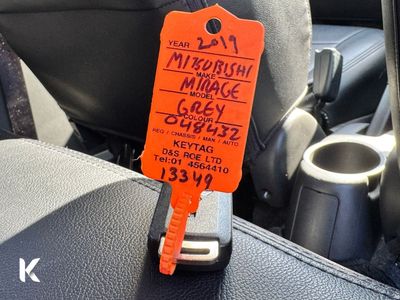 YEAR 2019
MITSUBISHI
MAKE
MIRAGE
MODEL
GREY
COLOUR
048432
REG / CHASSIS / MAN / AUTO
KEYTAG
D&S ROE LTD
Tel:01 4564410
13349
K